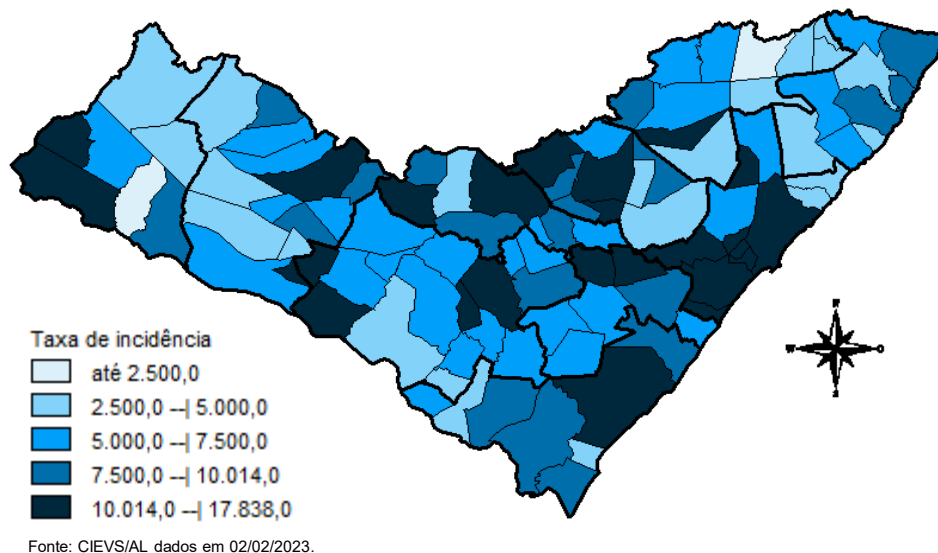 Taxa de incidência
até 2.500,0
2.500,0 --| 5.000,0
5.000,0 --| 7.500,0
7.500,0 --| 10.014,0
10.014,0 --| 17.838,0
Fonte: CIEVS/AL dados em 02/02/2023.